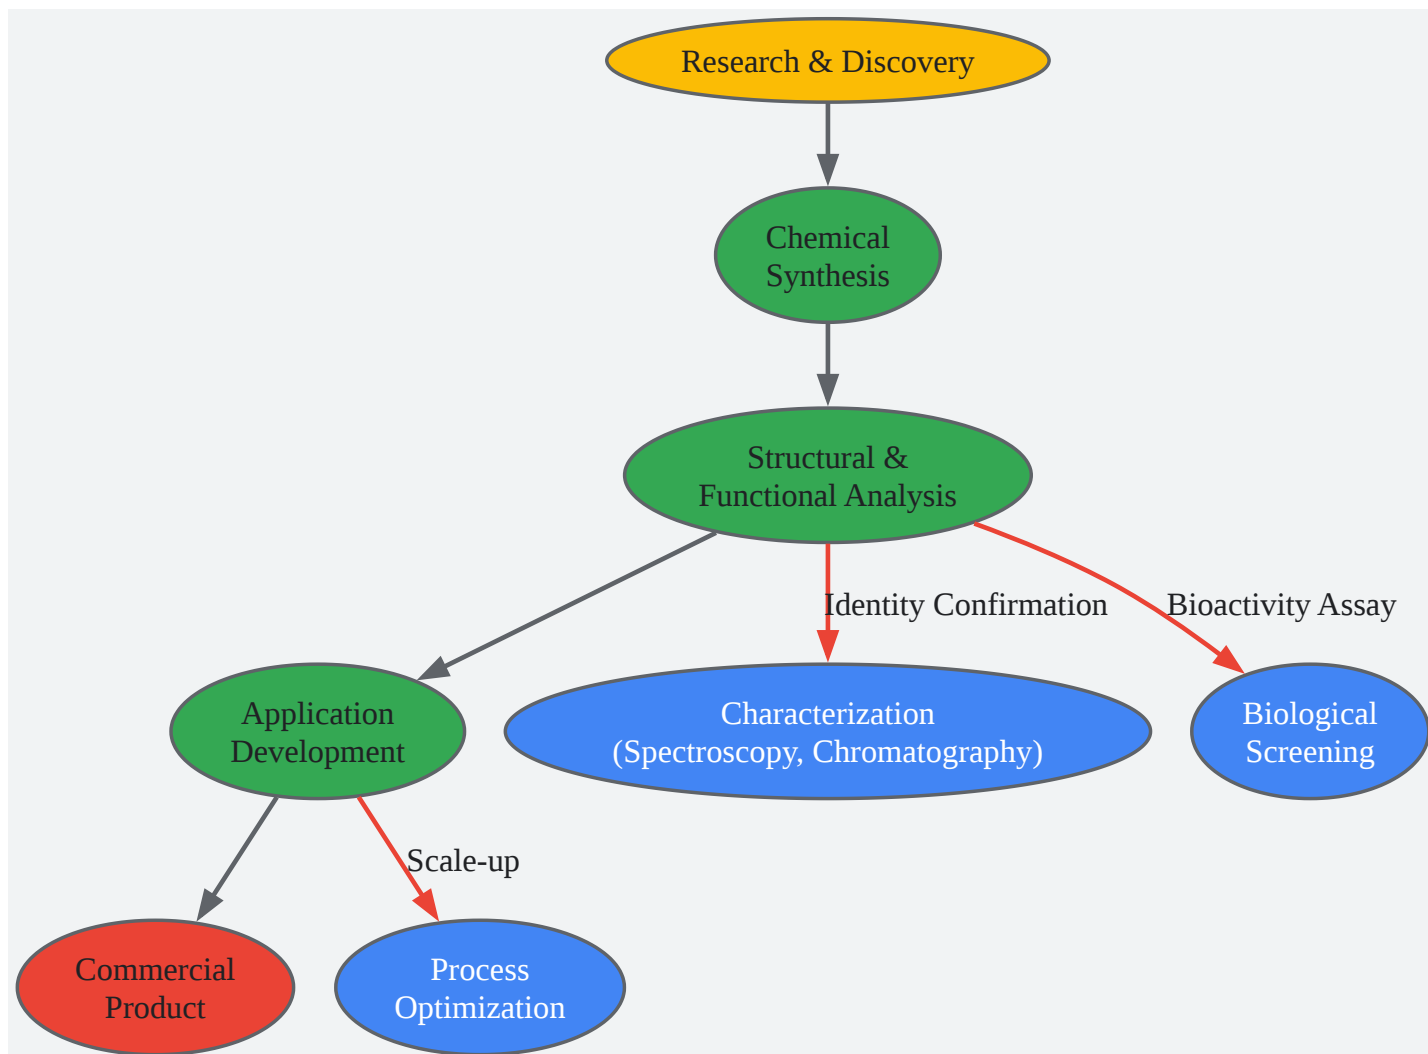 Research & Discovery
Chemical
Synthesis
Structural &
Functional Analysis
Identity Confirmation
Bioactivity Assay
Application
Development
Characterization
(Spectroscopy, Chromatography)
Biological
Screening
Scale-up
Commercial
Product
Process
Optimization